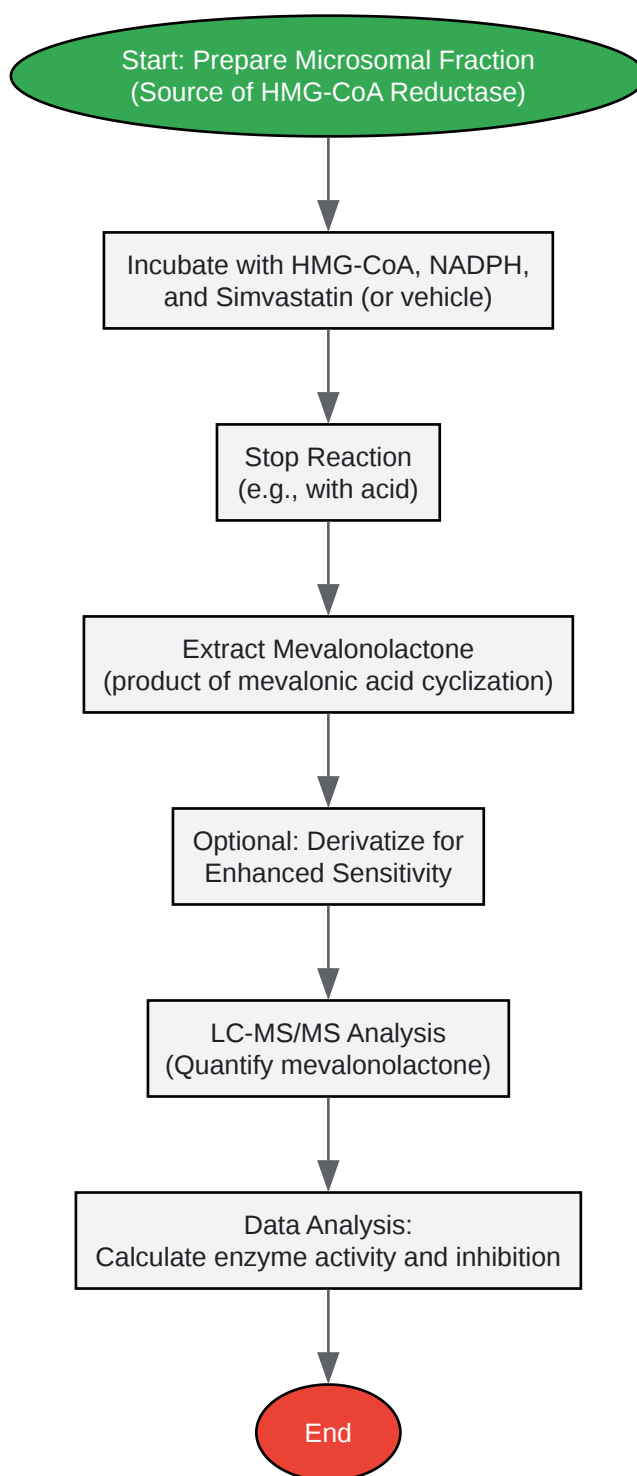 Start: Prepare Microsomal Fraction
(Source of HMG-CoA Reductase)
Incubate with HMG-CoA, NADPH,
and Simvastatin (or vehicle)
Stop Reaction
(e.g., with acid)
Extract Mevalonolactone
(product of mevalonic acid cyclization)
Optional: Derivatize for
Enhanced Sensitivity
LC-MS/MS Analysis
(Quantify mevalonolactone)
Data Analysis:
Calculate enzyme activity and inhibition
End